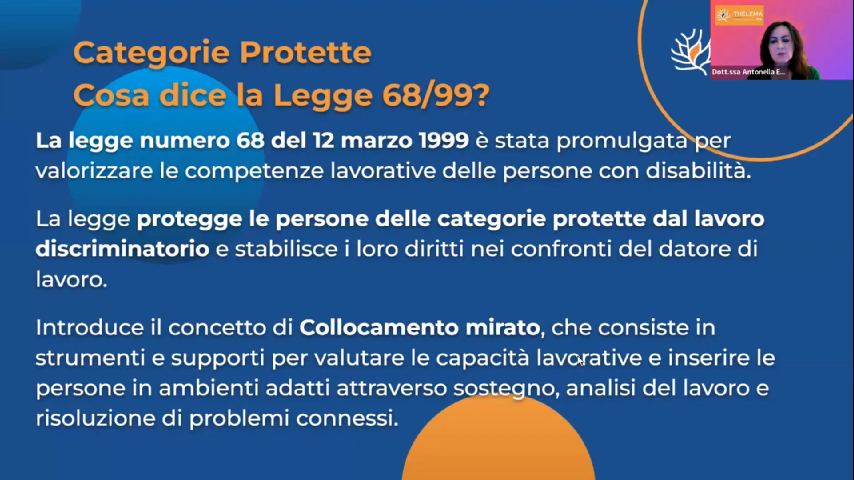 Categorie Protette
Cosa dice la Legge 68/99?
THÉLEMA
Dott.ssa Antonella E...
La legge numero 68 del 12 marzo 1999 è stata promulgata per
valorizzare le competenze lavorative delle persone con disabilità.
La legge protegge le persone delle categorie protette dal lavoro
discriminatorio e stabilisce i loro diritti nei confronti del datore di
lavoro.
Introduce il concetto di Collocamento mirato, che consiste in
strumenti e supporti per valutare le capacità lavorative e inserire le
persone in ambienti adatti attraverso sostegno, analisi del lavoro e
risoluzione di problemi connessi.